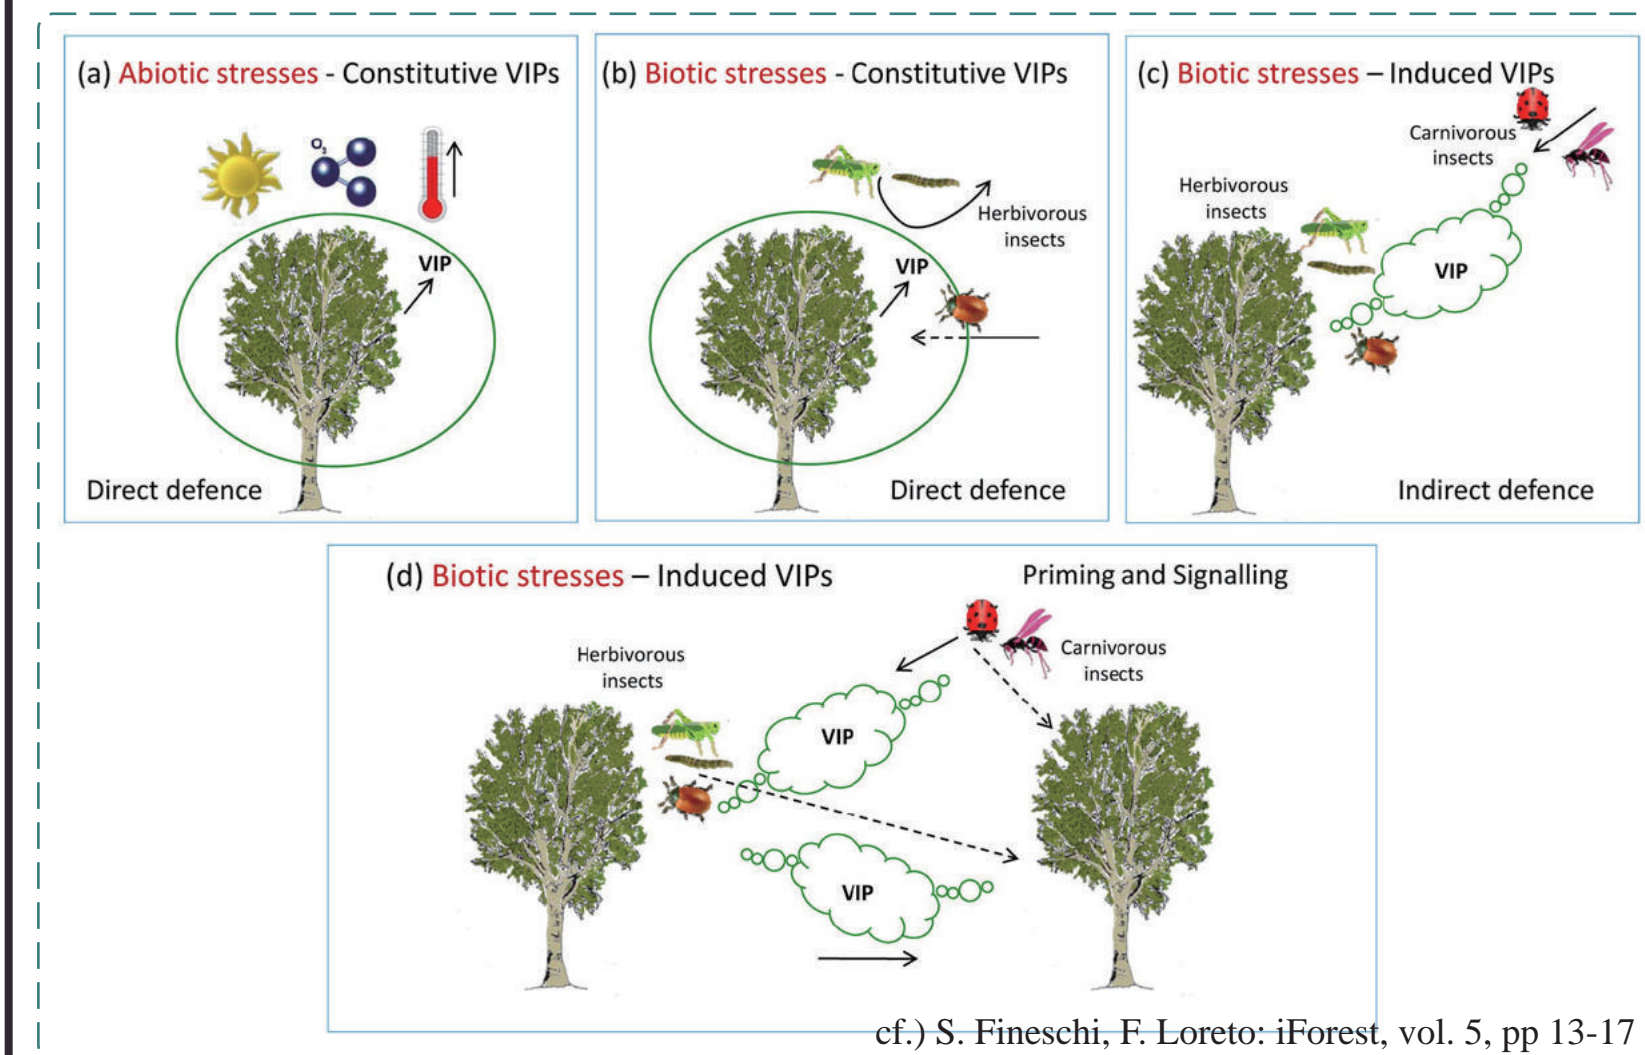 (a) Abiotic stresses - Constitutive VIPs
O3
VIP
Direct defence
(b) Biotic stresses - Constitutive VIPs
Herbivorous
insects
VIP
Direct defence
(c) Biotic stresses – Induced VIPs
Carnivorous
insects
Herbivorous
insects
VIP
Indirect defence
(d) Biotic stresses – Induced VIPs
Priming and Signalling
Herbivorous
insects
Carnivorous
insects
VIP
VIP
cf.) S. Fineschi, F. Loreto: iForest, vol. 5, pp 13-17